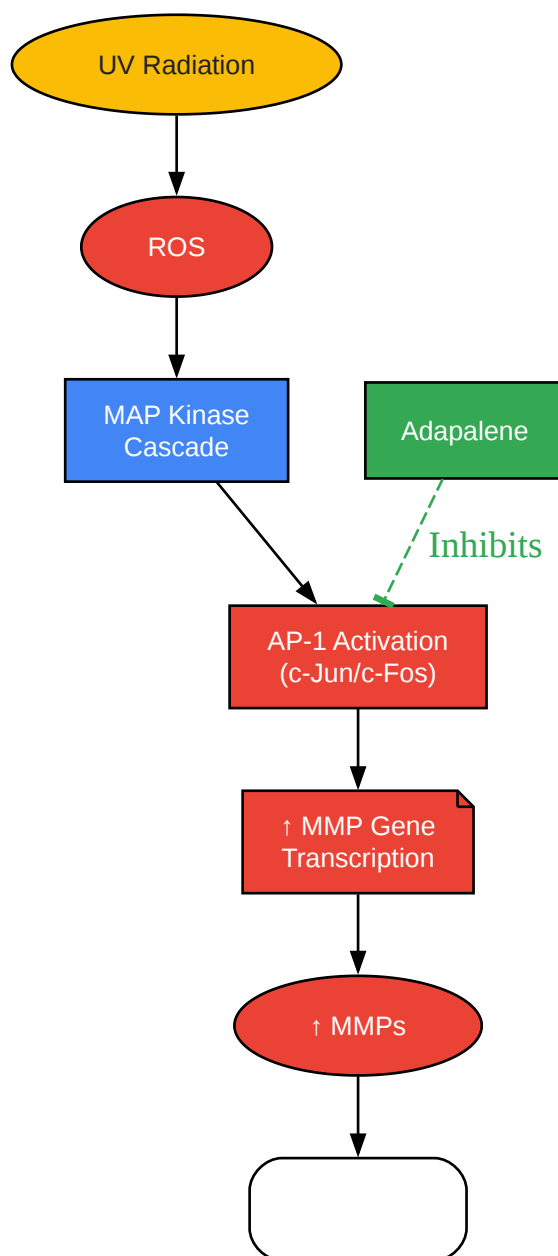 UV Radiation
ROS
MAP Kinase
Cascade
Adapalene
Inhibits
AP-1 Activation
(c-Jun/c-Fos)
↑ MMP Gene
Transcription
↑ MMPs